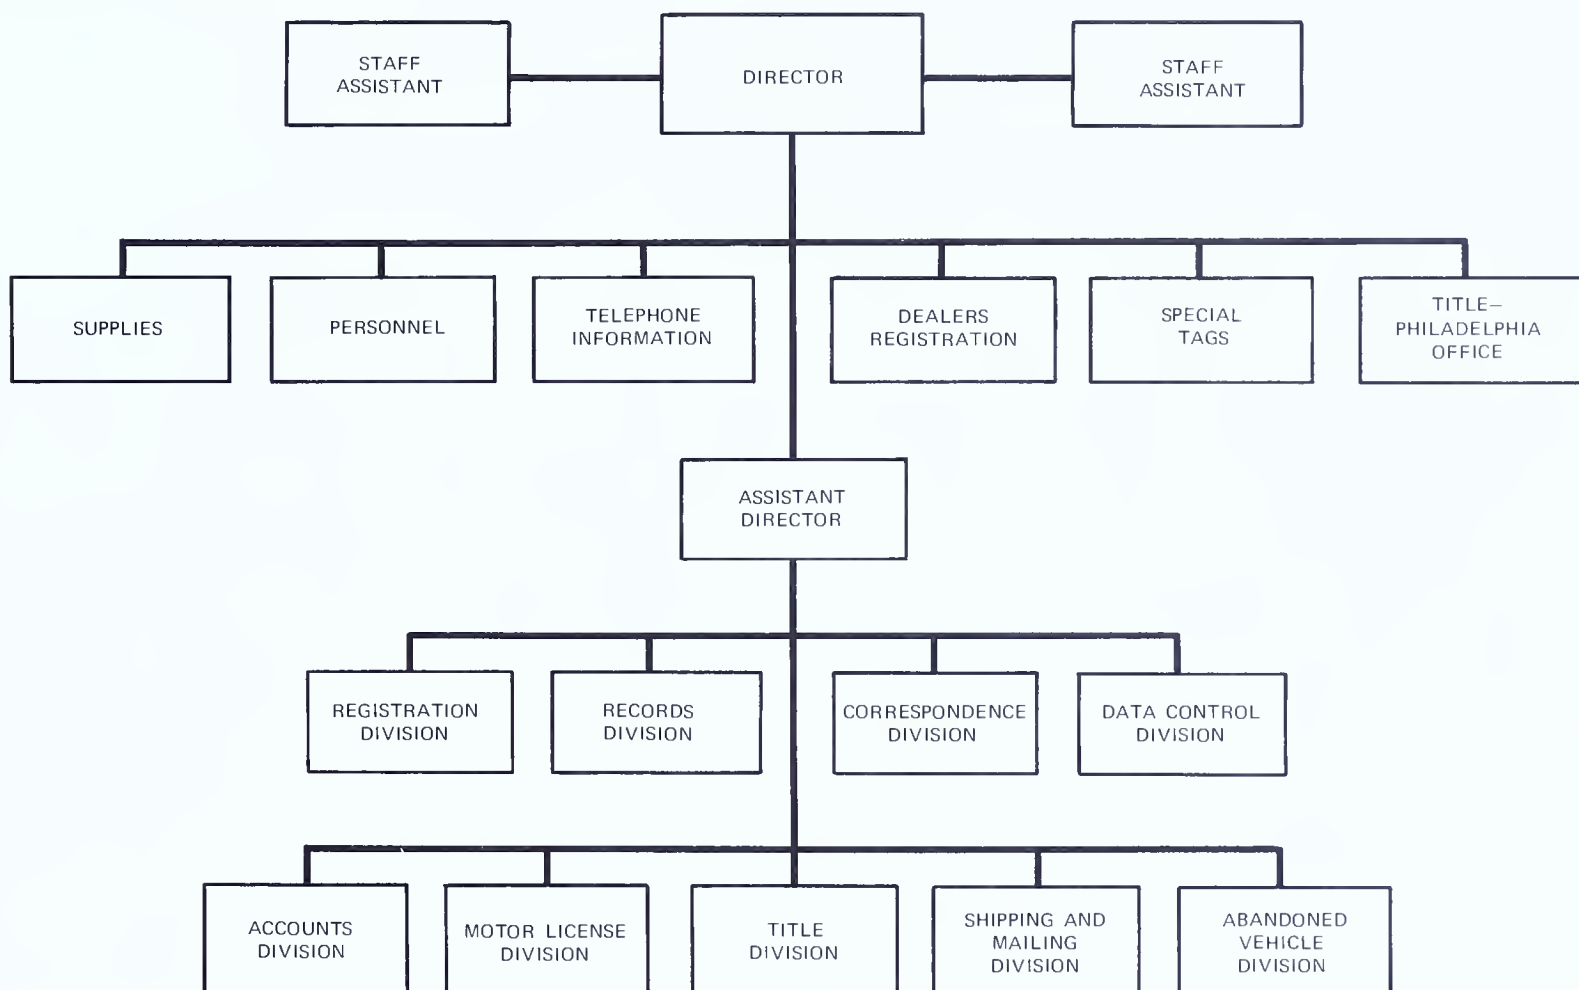 STAFF
ASSISTANT
DIRECTOR
STAFF
ASSISTANT
SUPPLIES
PERSONNEL
TELEPHONE
INFORMATION
DEALERS
REGISTRATION
SPECIAL
TAGS
TITLE–
PHILADELPHIA
OFFICE
ASSISTANT
DIRECTOR
REGISTRATION
DIVISION
RECORDS
DIVISION
CORRESPONDENCE
DIVISION
DATA CONTROL
DIVISION
ACCOUNTS
DIVISION
MOTOR LICENSE
DIVISION
TITLE
DIVISION
SHIPPING AND
MAILING
DIVISION
ABANDONED
VEHICLE
DIVISION